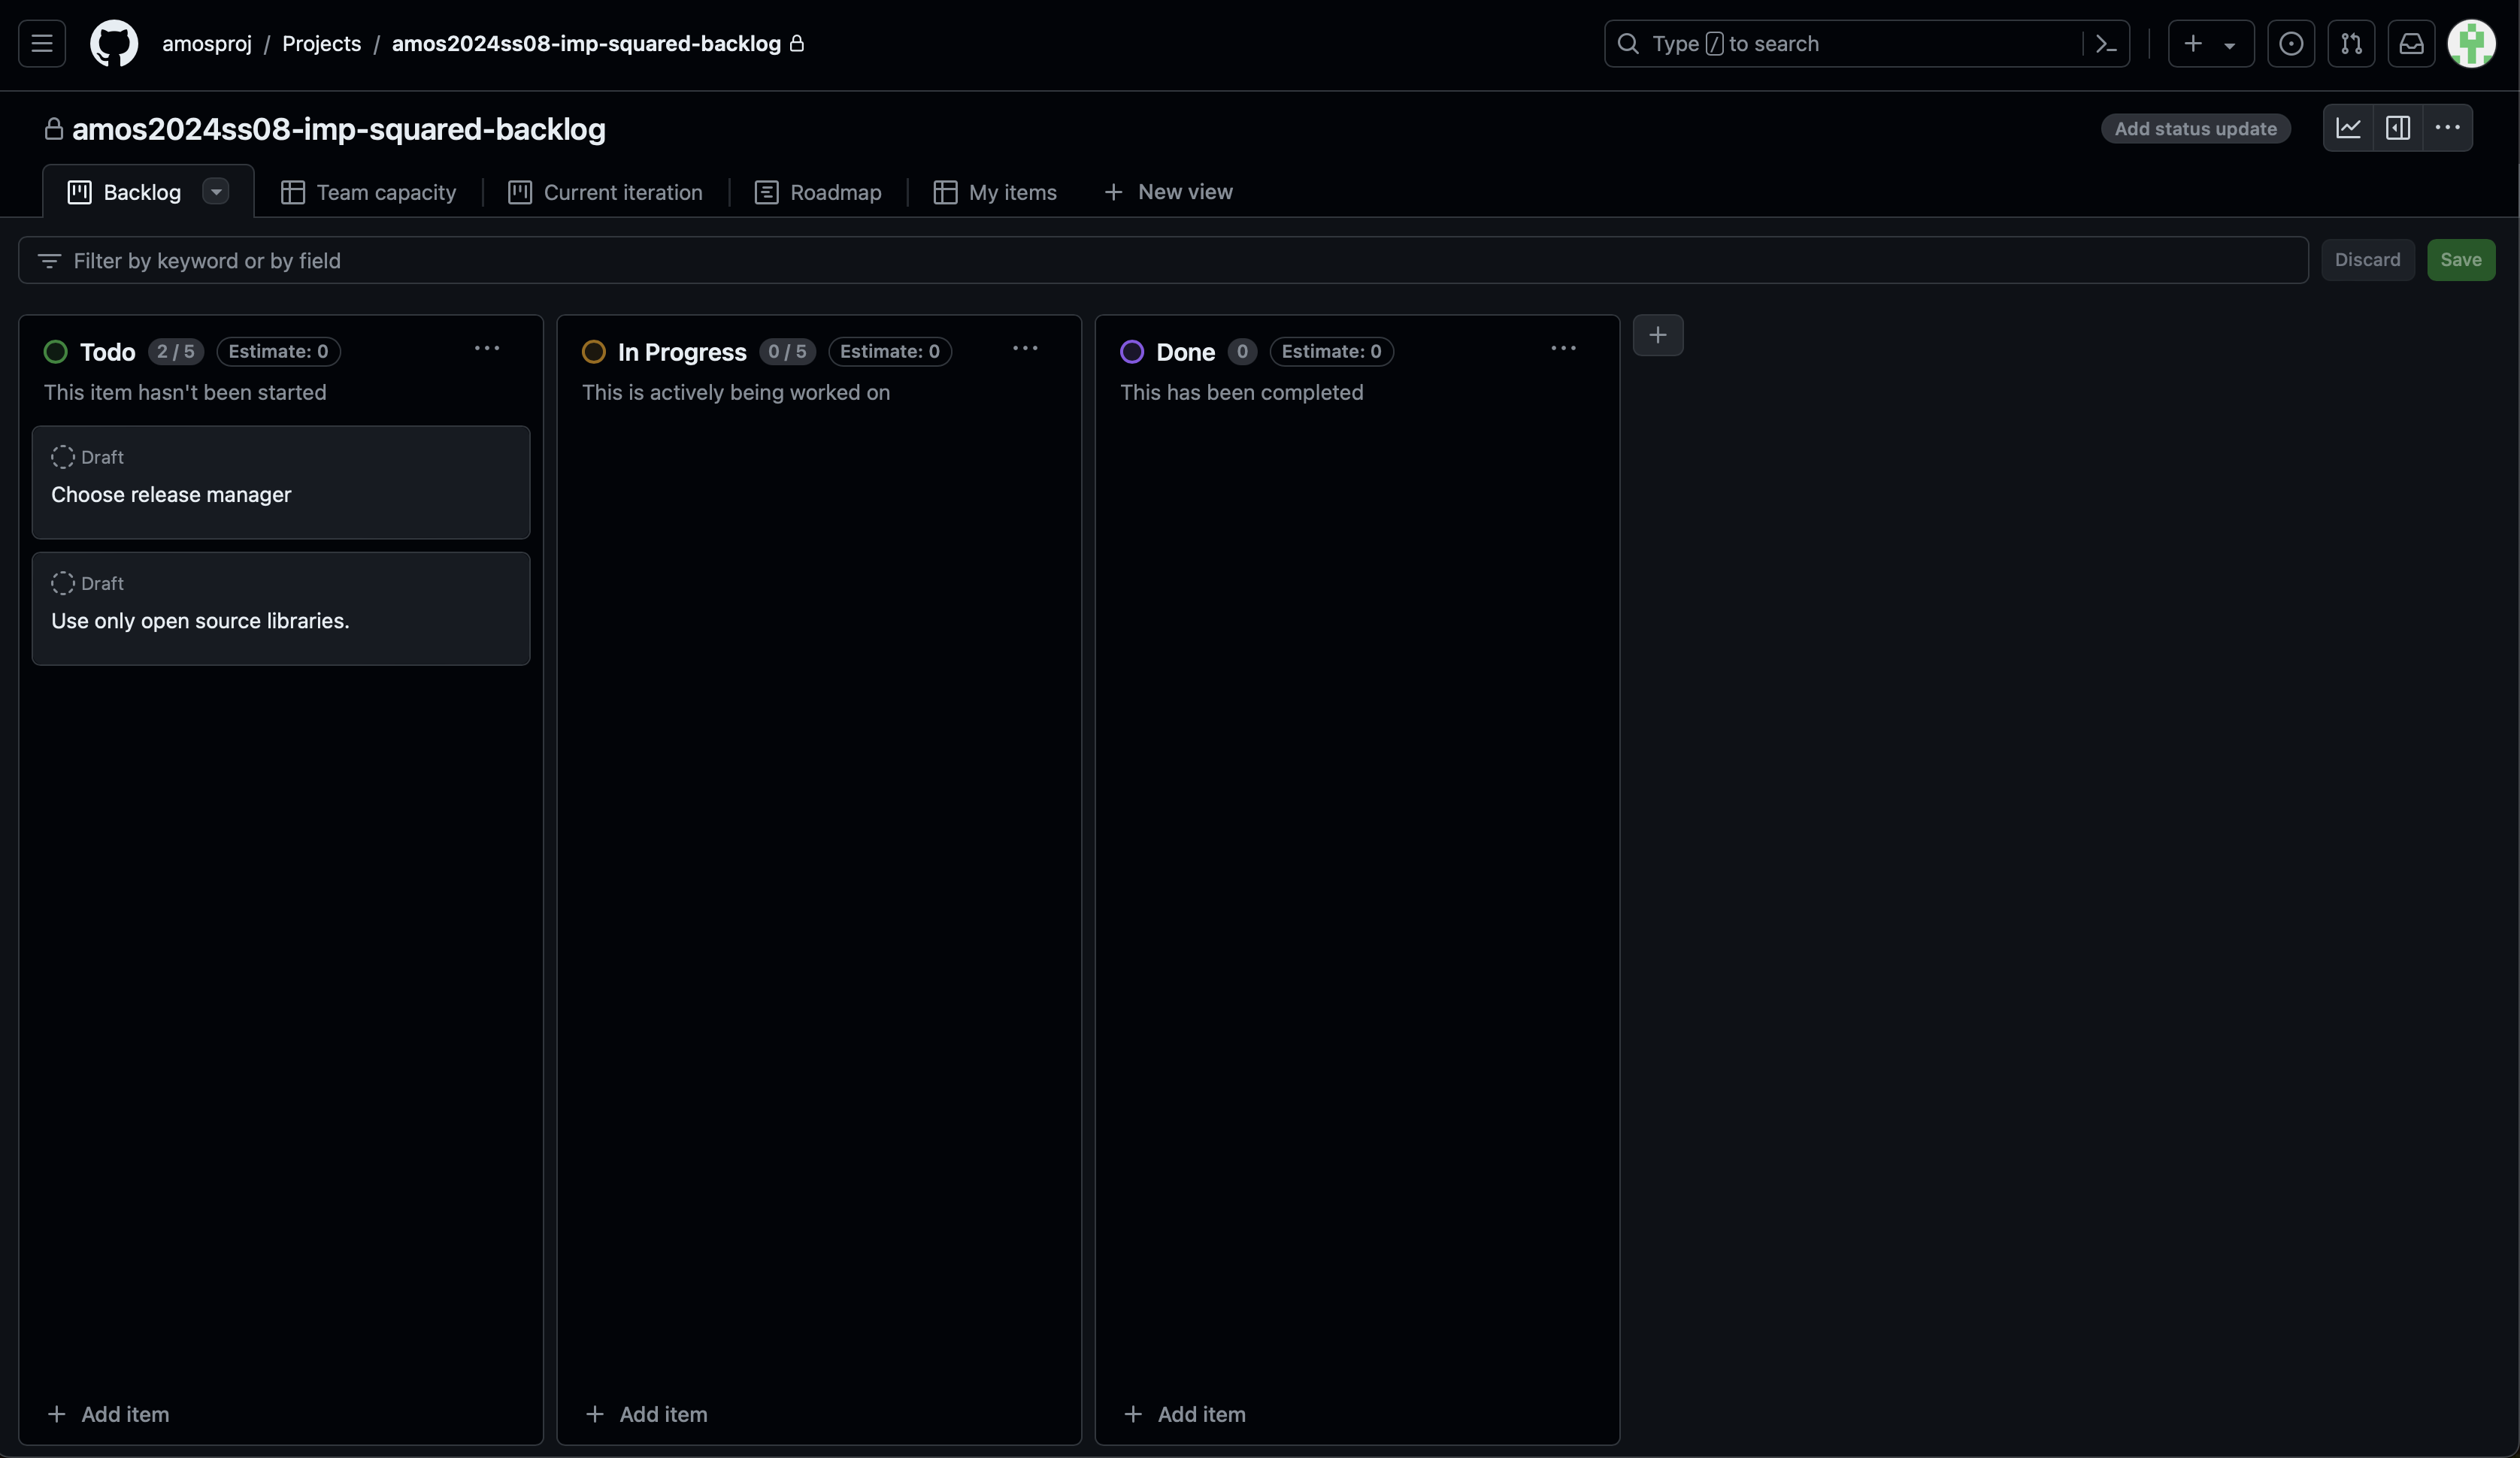 amosproj / Projects / amos2024ss08-imp-squared-backlog
Type / to search
amos2024ss08-imp-squared-backlog
Add status update
Backlog
Team capacity
Current iteration
Roadmap
My items
New view
Filter by keyword or by field
Discard
Save
Todo 2 / 5 Estimate: 0
This item hasn't been started
Draft
Choose release manager
Draft
Use only open source libraries.
Add item
In Progress 0 / 5 Estimate: 0
This is actively being worked on
Add item
Done 0 Estimate: 0
This has been completed
Add item